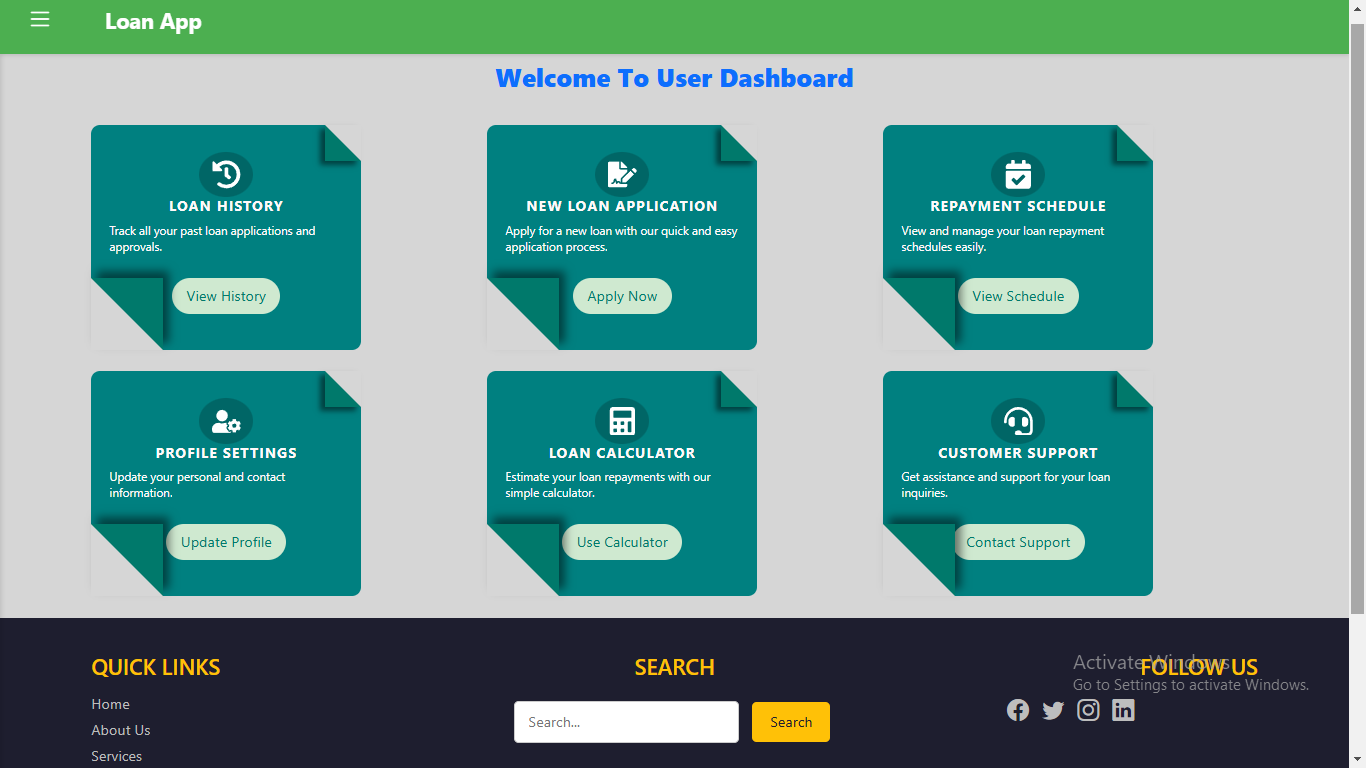 Loan App
Welcome To User Dashboard
LOAN HISTORY
Track all your past loan applications and
approvals.
View History
NEW LOAN APPLICATION
Apply for a new loan with our quick and easy
application process.
Apply Now
REPAYMENT SCHEDULE
View and manage your loan repayment
schedules easily.
View Schedule
PROFILE SETTINGS
Update your personal and contact
information.
Update Profile
LOAN CALCULATOR
Estimate your loan repayments with our
simple calculator.
Use Calculator
CUSTOMER SUPPORT
Get assistance and support for your loan
inquiries.
Contact Support
QUICK LINKS
Home
About Us
Services
SEARCH
Search...
Search
FOLLOW US
Activate Windows
Go to Settings to activate Windows.